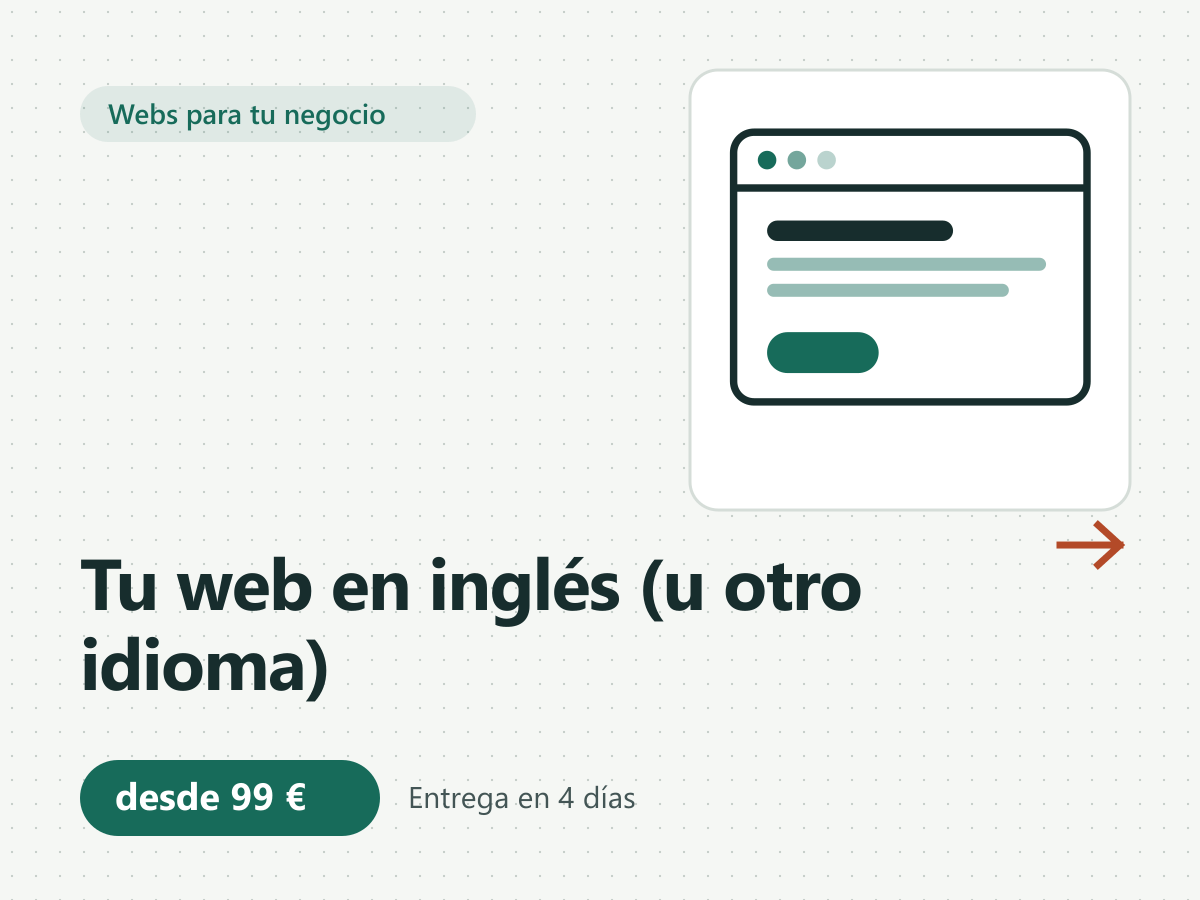 Webs para tu negocio
Tu web en inglés (u otro
idioma)
desde 99 €
Entrega en 4 días